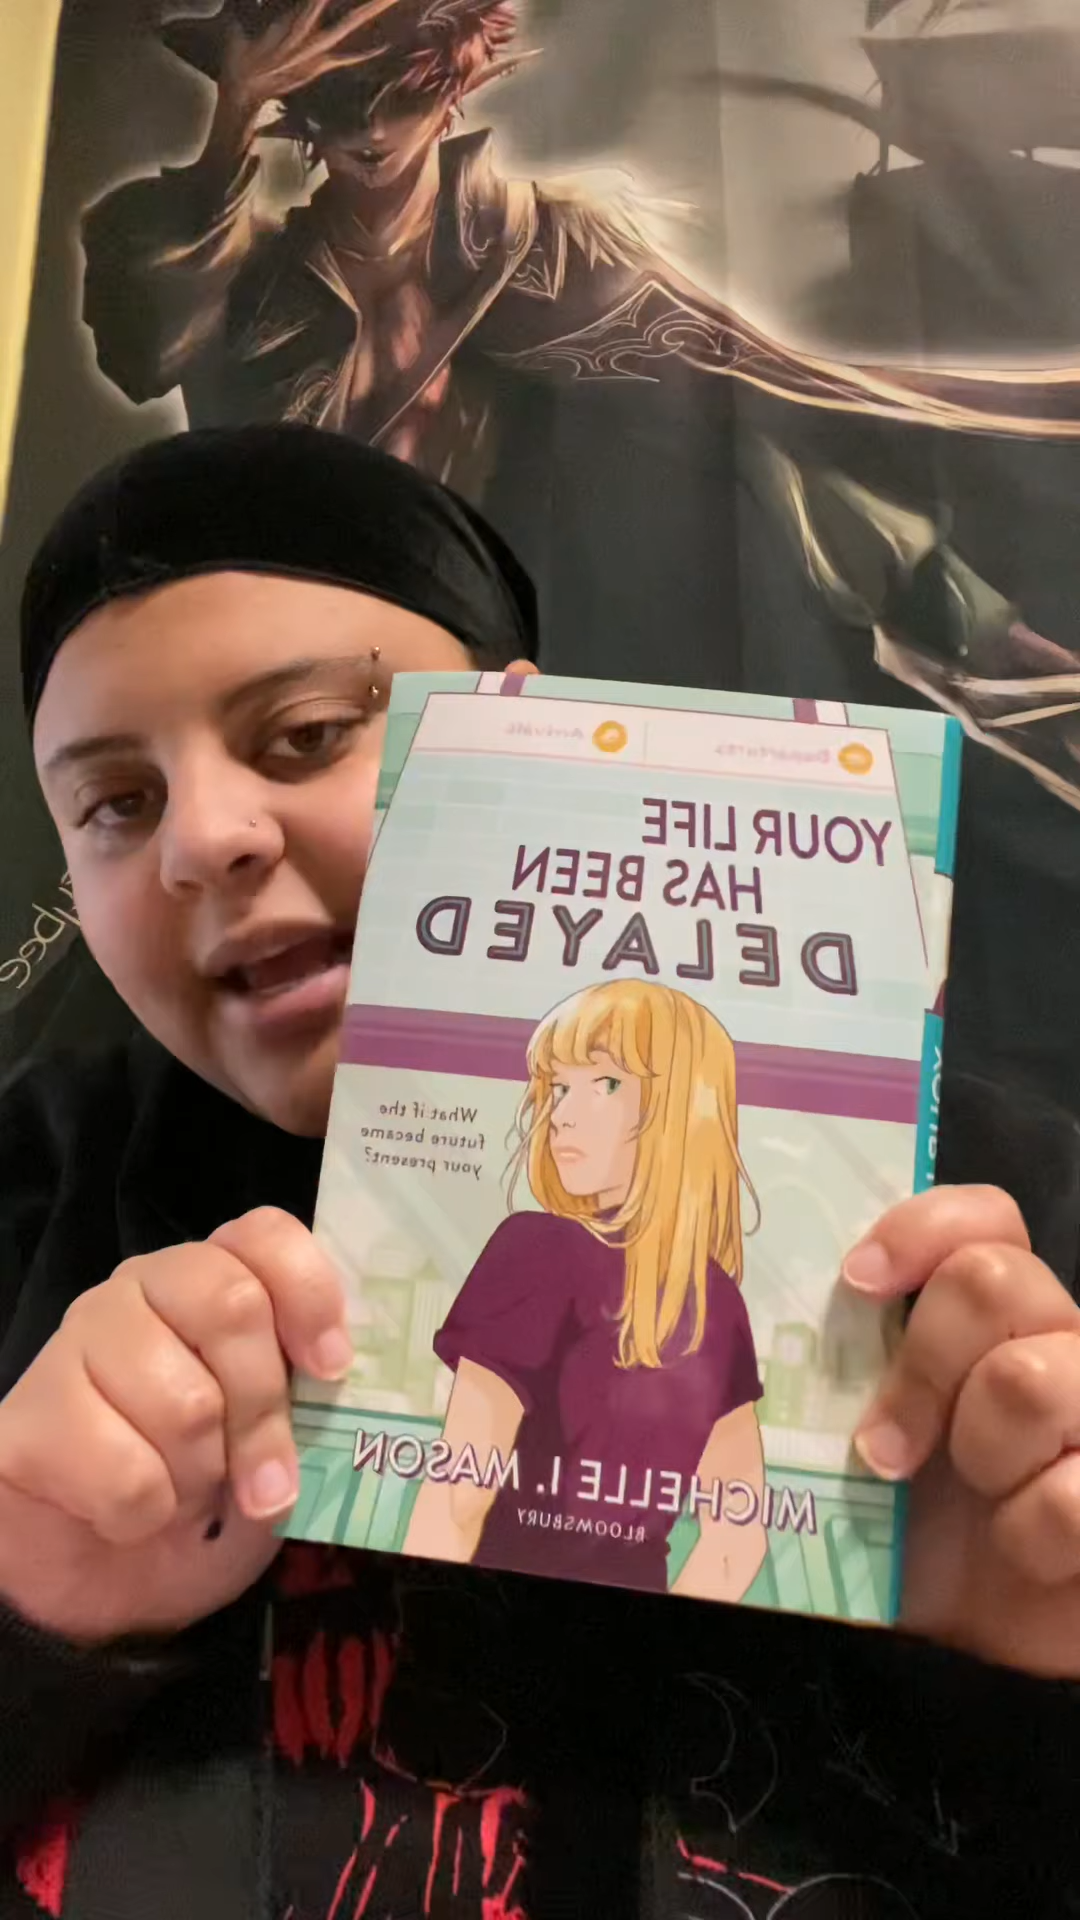 Departures
Arrivals
YOUR LIFE
HAS BEEN
DELAYED
What if the
future became
your present?
MICHELLE I. MASON
BLOOMSBURY